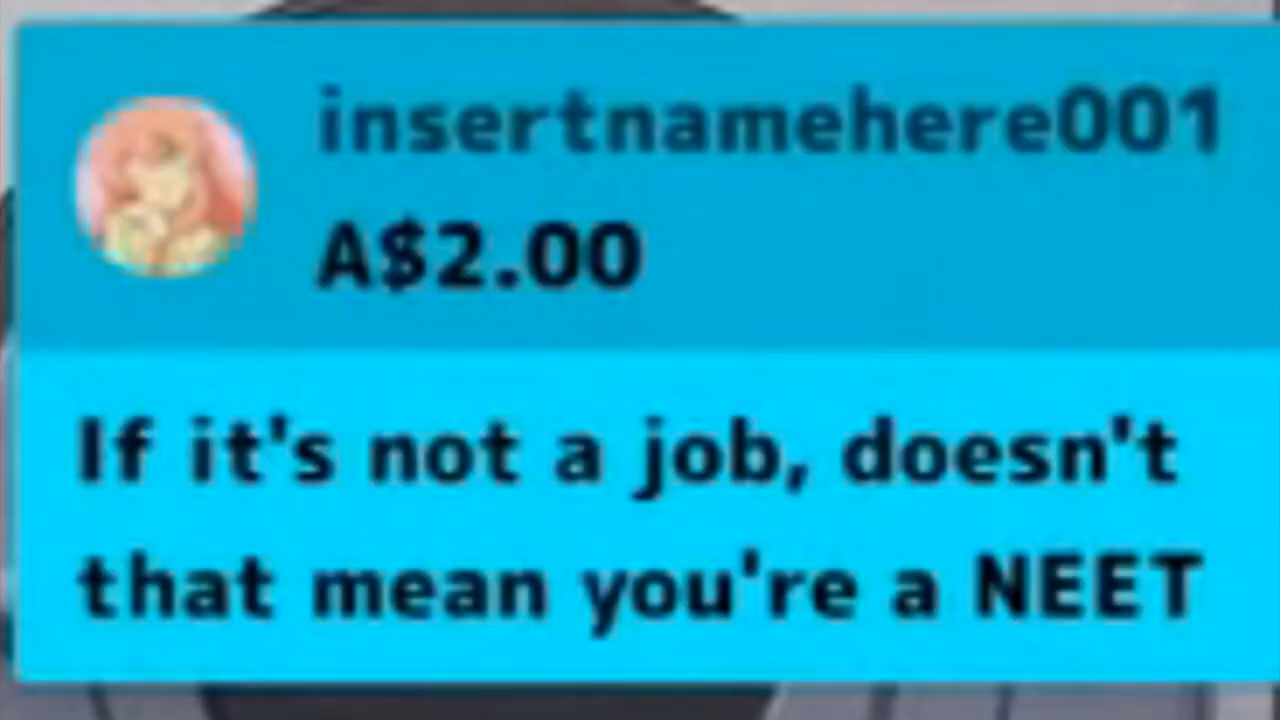 insertnamehere001
A$2.00
If it's not a job, doesn't
that mean you're a NEET